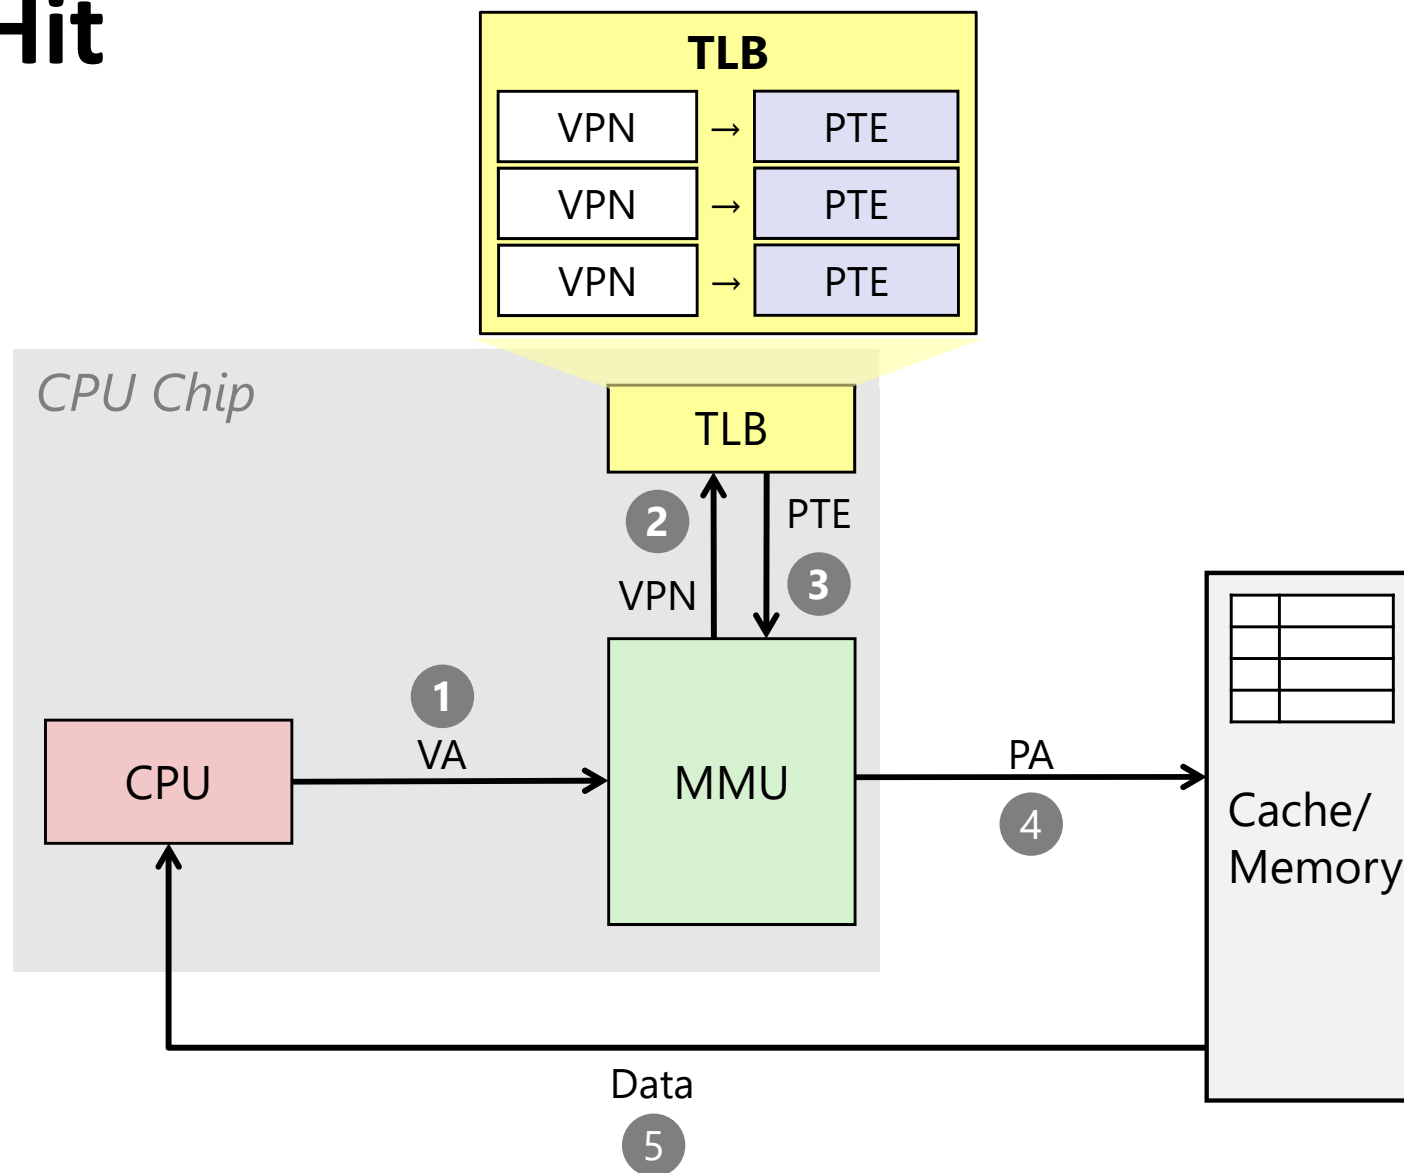 Hit
TLB
VPN → PTE
VPN → PTE
VPN → PTE
CPU Chip
TLB
2
PTE
VPN
3
1
VA
CPU
MMU
PA
4
Cache/
Memory
Data
5